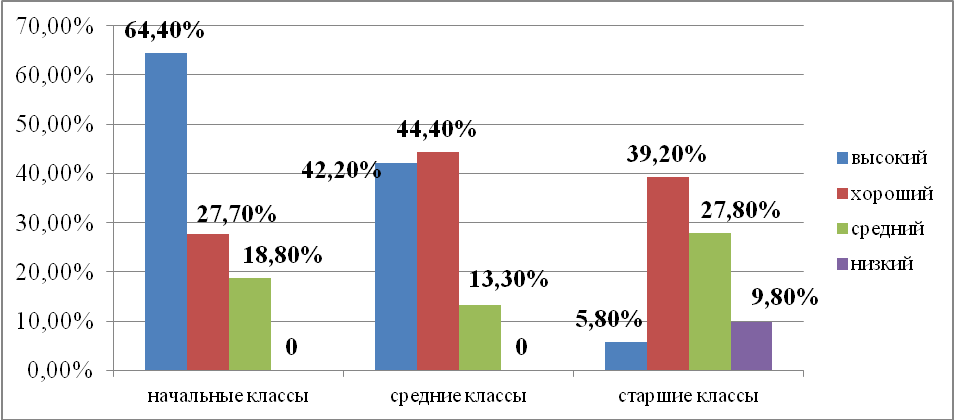 70,00%
60,00%
50,00%
40,00%
30,00%
20,00%
10,00%
0,00%
64,40%
27,70%
18,80%
0
42,20%
44,40%
13,30%
0
5,80%
39,20%
27,80%
9,80%
начальные классы
средние классы
старшие классы
высокий
хороший
средний
низкий